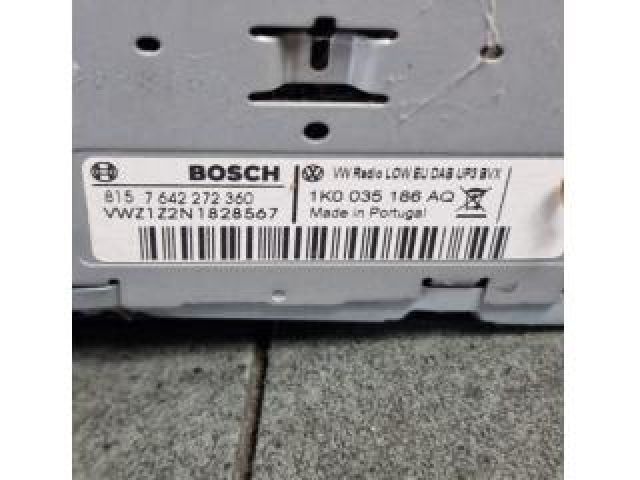 BOSCH
815 7 642 272 360
VWZ1Z2N1828567
VW Radio LOW EU DAB UP3 BVX
1K0 035 186 AQ
Made in Portugal